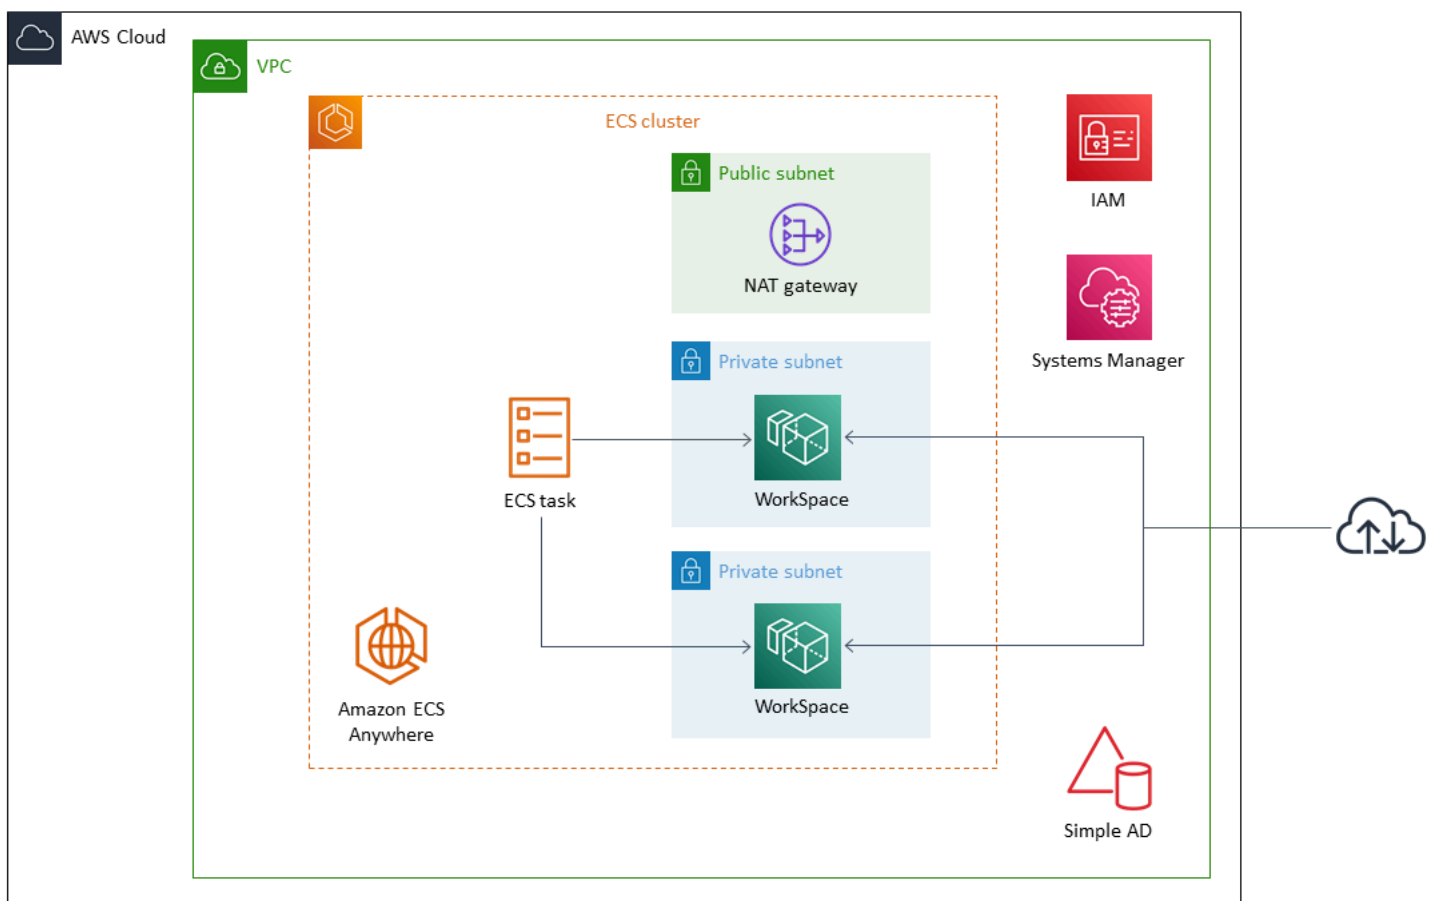 AWS Cloud
VPC
ECS cluster
Public subnet
NAT gateway
IAM
Systems Manager
Private subnet
WorkSpace
ECS task
Private subnet
WorkSpace
Amazon ECS
Anywhere
Simple AD